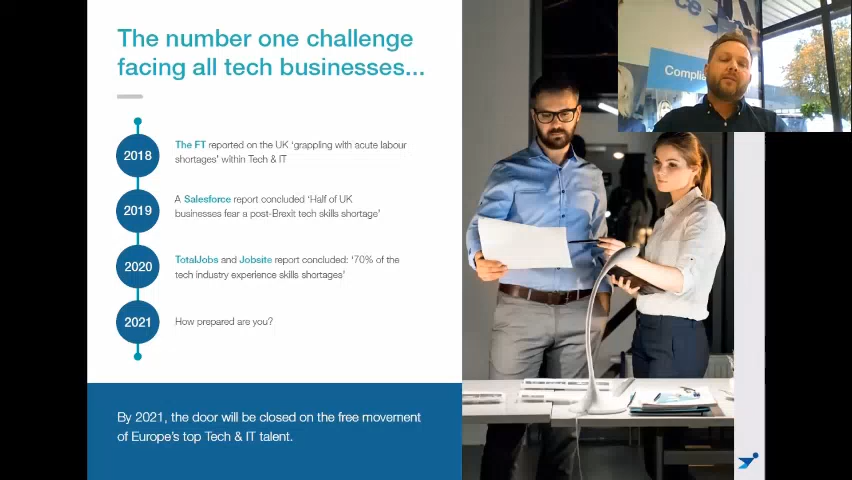 The number one challenge
facing all tech businesses...
2018
The FT reported on the UK 'grappling with acute labour
shortages' within Tech & IT
2019
A Salesforce report concluded 'Half of UK
businesses fear a post-Brexit tech skills shortage'
2020
TotalJobs and Jobsite report concluded: '70% of the
tech industry experience skills shortages'
2021
How prepared are you?
By 2021, the door will be closed on the free movement
of Europe's top Tech & IT talent.